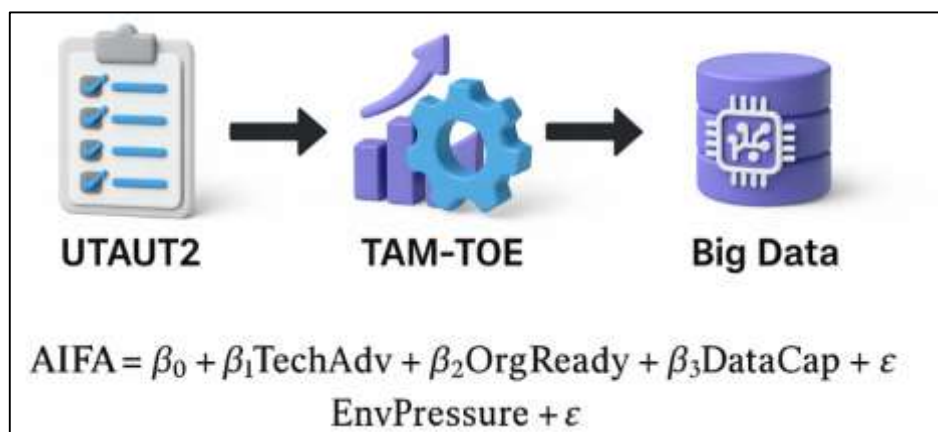 UTAUT2
TAM-TOE
Big Data
AIFA = β₀ + β₁TechAdv + β₂OrgReady + β₃DataCap + ε
EnvPressure + ε